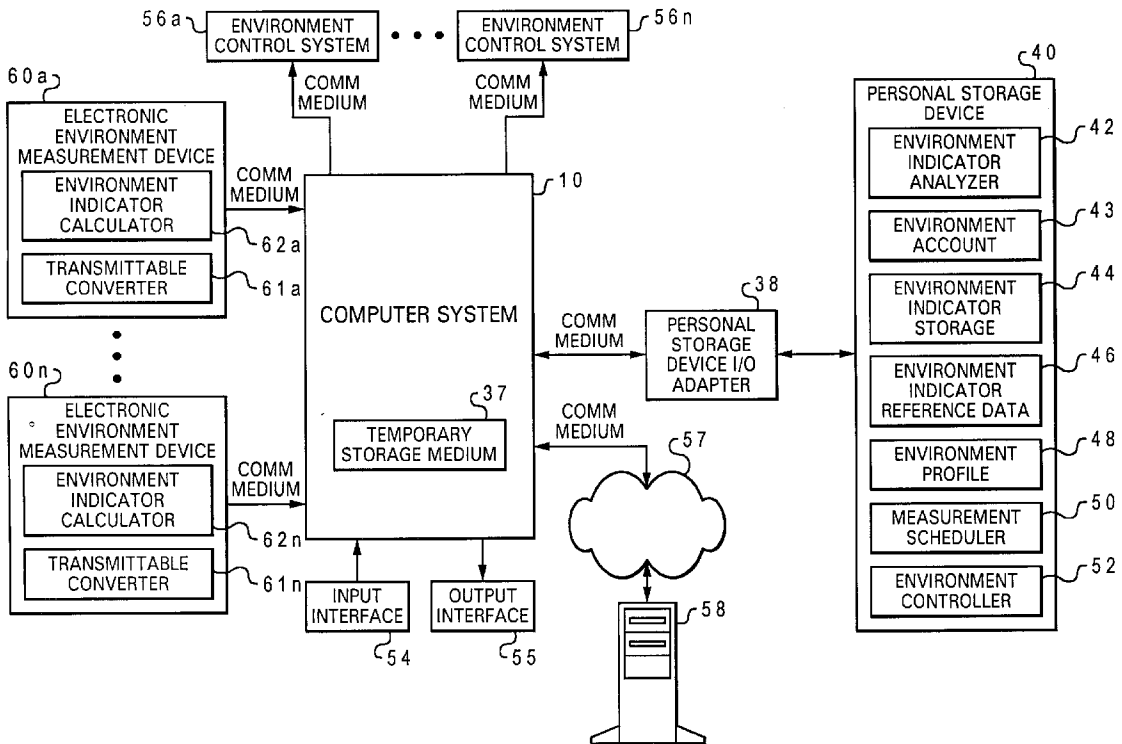 56a
ENVIRONMENT
CONTROL SYSTEM
56n
ENVIRONMENT
CONTROL SYSTEM
COMM
MEDIUM
COMM
MEDIUM
60a
ELECTRONIC
ENVIRONMENT
MEASUREMENT DEVICE
ENVIRONMENT
INDICATOR
CALCULATOR
62a
TRANSMITTABLE
CONVERTER
61a
COMM
MEDIUM
60n
ELECTRONIC
ENVIRONMENT
MEASUREMENT DEVICE
ENVIRONMENT
INDICATOR
CALCULATOR
62n
TRANSMITTABLE
CONVERTER
61n
COMM
MEDIUM
10
COMPUTER SYSTEM
37
TEMPORARY
STORAGE MEDIUM
INPUT
INTERFACE
54
OUTPUT
INTERFACE
55
COMM
MEDIUM
38
PERSONAL
STORAGE
DEVICE I/O
ADAPTER
COMM
MEDIUM
57
58
40
PERSONAL STORAGE
DEVICE
ENVIRONMENT
INDICATOR
ANALYZER
42
ENVIRONMENT
ACCOUNT
43
ENVIRONMENT
INDICATOR
STORAGE
44
ENVIRONMENT
INDICATOR
REFERENCE DATA
46
ENVIRONMENT
PROFILE
48
MEASUREMENT
SCHEDULER
50
ENVIRONMENT
CONTROLLER
52